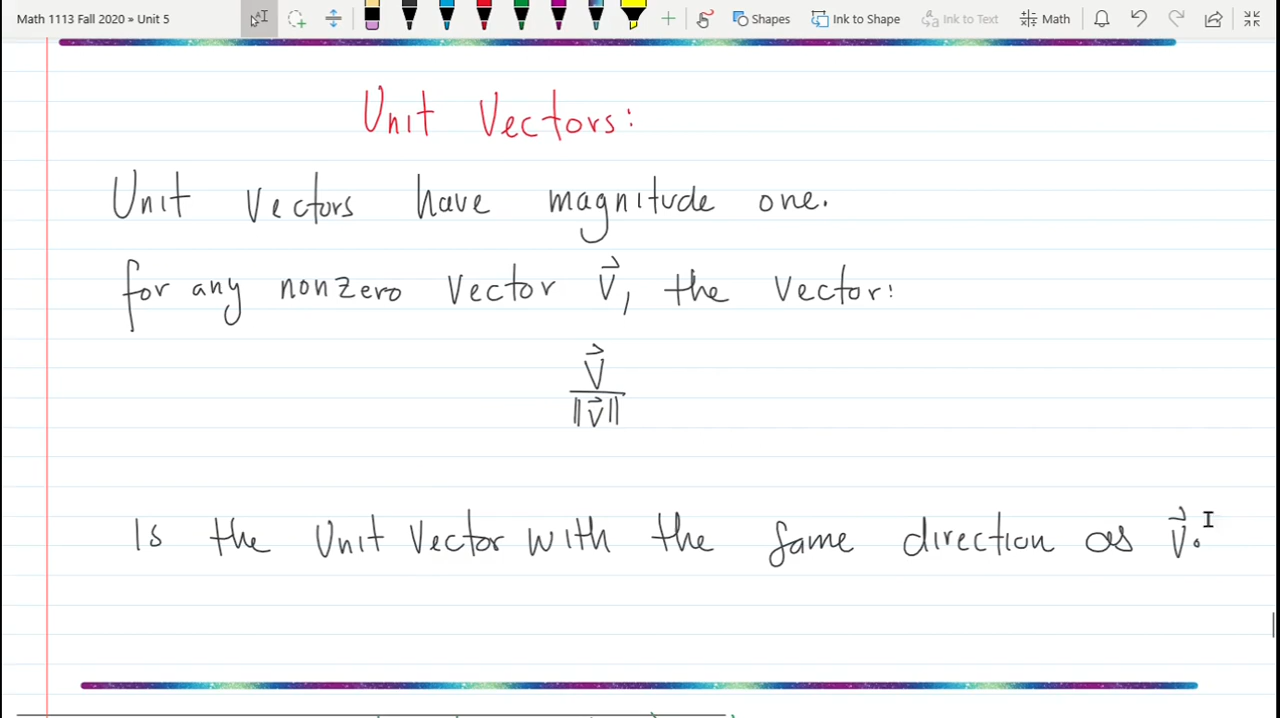 Math 1113 Fall 2020 » Unit 5
Shapes Ink to Shape Ink to Text Math
Unit Vectors:
Unit Vectors have magnitude one.
for any nonzero Vector v⃗, the Vector:
v⃗
‖v⃗‖
Is the Unit Vector with the same direction as v⃗.